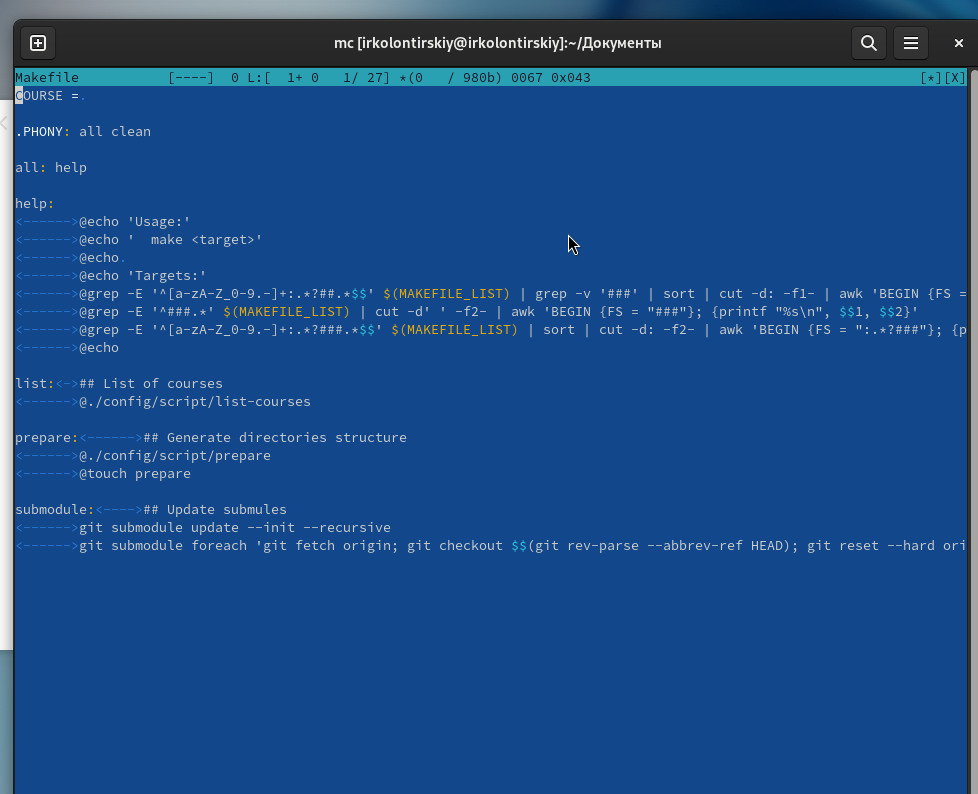 mc [irkolontirskiy@irkolontirskiy]:~/Документы
Makefile [----] 0 L:[ 1+ 0 1/ 27] *(0 / 980b) 0067 0x043 [*][X]
COURSE =.

.PHONY: all clean

all: help

help:
<------>@echo 'Usage:'
<------>@echo '  make <target>'
<------>@echo.
<------>@echo 'Targets:'
<------>@grep -E '^[a-zA-Z_0-9.-]+:.*?##.*$$' $(MAKEFILE_LIST) | grep -v '###' | sort | cut -d: -f1- | awk 'BEGIN {FS =
<------>@grep -E '^###.*' $(MAKEFILE_LIST) | cut -d' ' -f2- | awk 'BEGIN {FS = "###"}; {printf "%s\n", $$1, $$2}'
<------>@grep -E '^[a-zA-Z_0-9.-]+:.*?###.*$$' $(MAKEFILE_LIST) | sort | cut -d: -f2- | awk 'BEGIN {FS = ":.*?###"}; {p
<------>@echo

list:<->## List of courses
<------>@./config/script/list-courses

prepare:<------>## Generate directories structure
<------>@./config/script/prepare
<------>@touch prepare

submodule:<---->## Update submules
<------>git submodule update --init --recursive
<------>git submodule foreach 'git fetch origin; git checkout $$(git rev-parse --abbrev-ref HEAD); git reset --hard ori